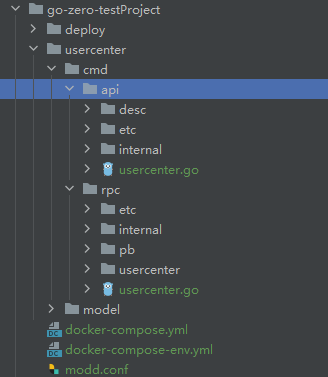 go-zero-testProject
deploy
usercenter
cmd
api
desc
etc
internal
usercenter.go
rpc
etc
internal
pb
usercenter
usercenter.go
model
docker-compose.yml
docker-compose-env.yml
modd.conf